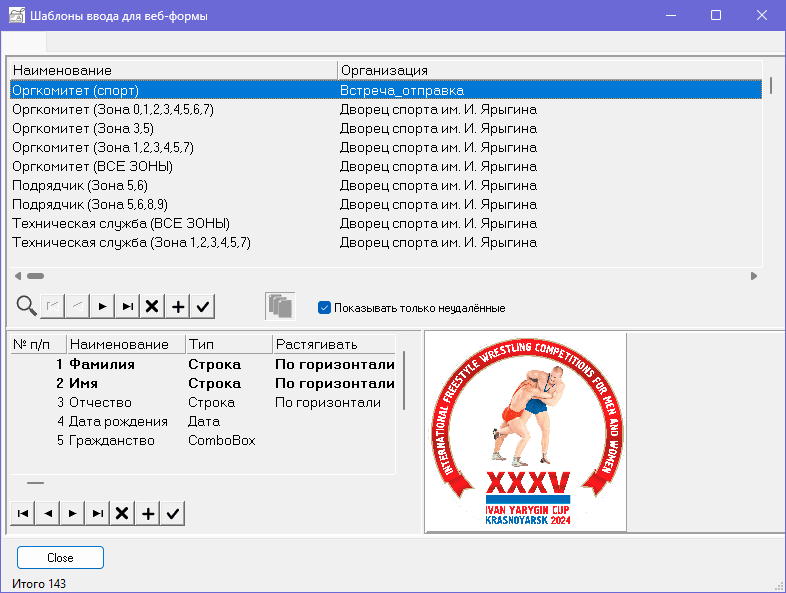 Шаблоны ввода для веб-формы
Наименование Организация
Оргкомитет (спорт) Встреча_отправка
Оргкомитет (Зона 0,1,2,3,4,5,6,7) Дворец спорта им. И. Ярыгина
Оргкомитет (Зона 3,5) Дворец спорта им. И. Ярыгина
Оргкомитет (Зона 1,2,3,4,5,7) Дворец спорта им. И. Ярыгина
Оргкомитет (ВСЕ ЗОНЫ) Дворец спорта им. И. Ярыгина
Подрядчик (Зона 5,6) Дворец спорта им. И. Ярыгина
Подрядчик (Зона 5,6,8,9) Дворец спорта им. И. Ярыгина
Техническая служба (ВСЕ ЗОНЫ) Дворец спорта им. И. Ярыгина
Техническая служба (Зона 1,2,3,4,5,7) Дворец спорта им. И. Ярыгина
Показывать только неудалённые
№ п/п Наименование Тип Растягивать
1 Фамилия Строка По горизонтали
2 Имя Строка По горизонтали
3 Отчество Строка По горизонтали
4 Дата рождения Дата
5 Гражданство ComboBox
INTERNATIONAL FREESTYLE WRESTLING COMPETITIONS FOR MEN AND WOMEN
XXXV
IVAN YARYGIN CUP
KRASNOYARSK 2024
Close
Итого 143